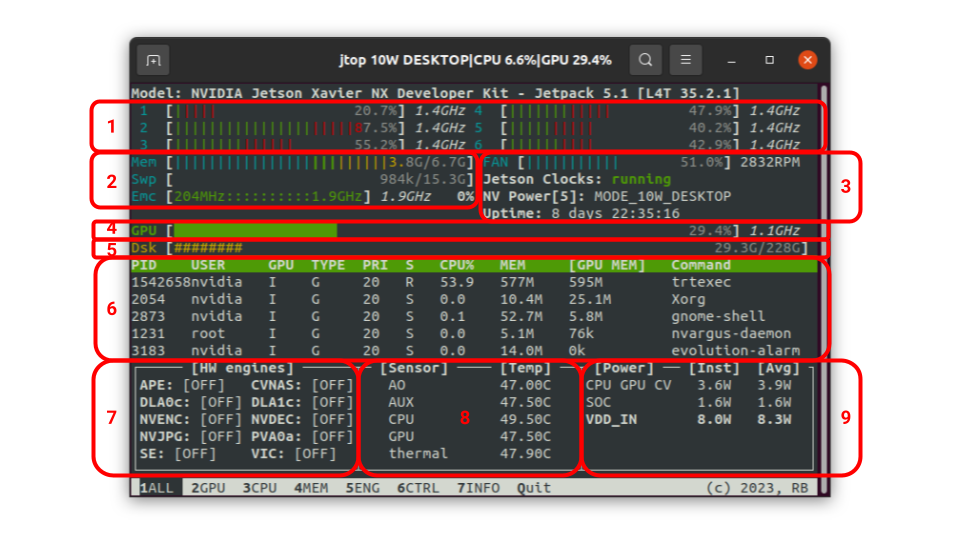 jtop 10W DESKTOP|CPU 6.6%|GPU 29.4%
Model: NVIDIA Jetson Xavier NX Developer Kit - Jetpack 5.1 [L4T 35.2.1]
1 [|||||| 20.7%] 1.4GHz 4 [|||||||||||||| 47.9%] 1.4GHz
1
2 [|||||||||||||||||||||||67.5%] 1.4GHz 5 [|||||||||||| 40.2%] 1.4GHz
3 [|||||||||||||||| 55.2%] 1.4GHz 6 [|||||||||||| 42.9%] 1.4GHz
Mem [||||||||||||||||||||||||||3.8G/6.7G] FAN [||||||||||||||| 51.0%] 2832RPM
2
Swp [ 984k/15.3G] Jetson Clocks: running
3
Emc [204MHz::::::::::1.9GHz] 1.9GHz 0% NV Power[5]: MODE_10W_DESKTOP
Uptime: 8 days 22:35:16
4
GPU [ 29.4%] 1.1GHz
5
Dsk [######## 29.3G/228G]
PID USER GPU TYPE PRI S CPU% MEM [GPU MEM] Command
1542658nvidia I G 20 R 53.9 577M 595M trtexec
2054 nvidia I G 20 S 0.0 10.4M 25.1M Xorg
6
2873 nvidia I G 20 S 0.1 52.7M 5.8M gnome-shell
1231 root I G 20 S 0.0 5.1M 76k nvargus-daemon
3183 nvidia I G 20 S 0.0 14.0M 0k evolution-alarm
[HW engines] [Sensor] [Temp] [Power] [Inst] [Avg]
APE: [OFF] CVNAS: [OFF] AO 47.00C CPU GPU CV 3.6W 3.9W
DLA0c: [OFF] DLA1c: [OFF] AUX 47.50C SOC 1.6W 1.6W
7 NVENC: [OFF] NVDEC: [OFF] CPU 8 49.50C VDD_IN 8.0W 8.3W 9
NVJPG: [OFF] PVA0a: [OFF] GPU 47.50C
SE: [OFF] VIC: [OFF] thermal 47.90C
1ALL 2GPU 3CPU 4MEM 5ENG 6CTRL 7INFO Quit (c) 2023, RB